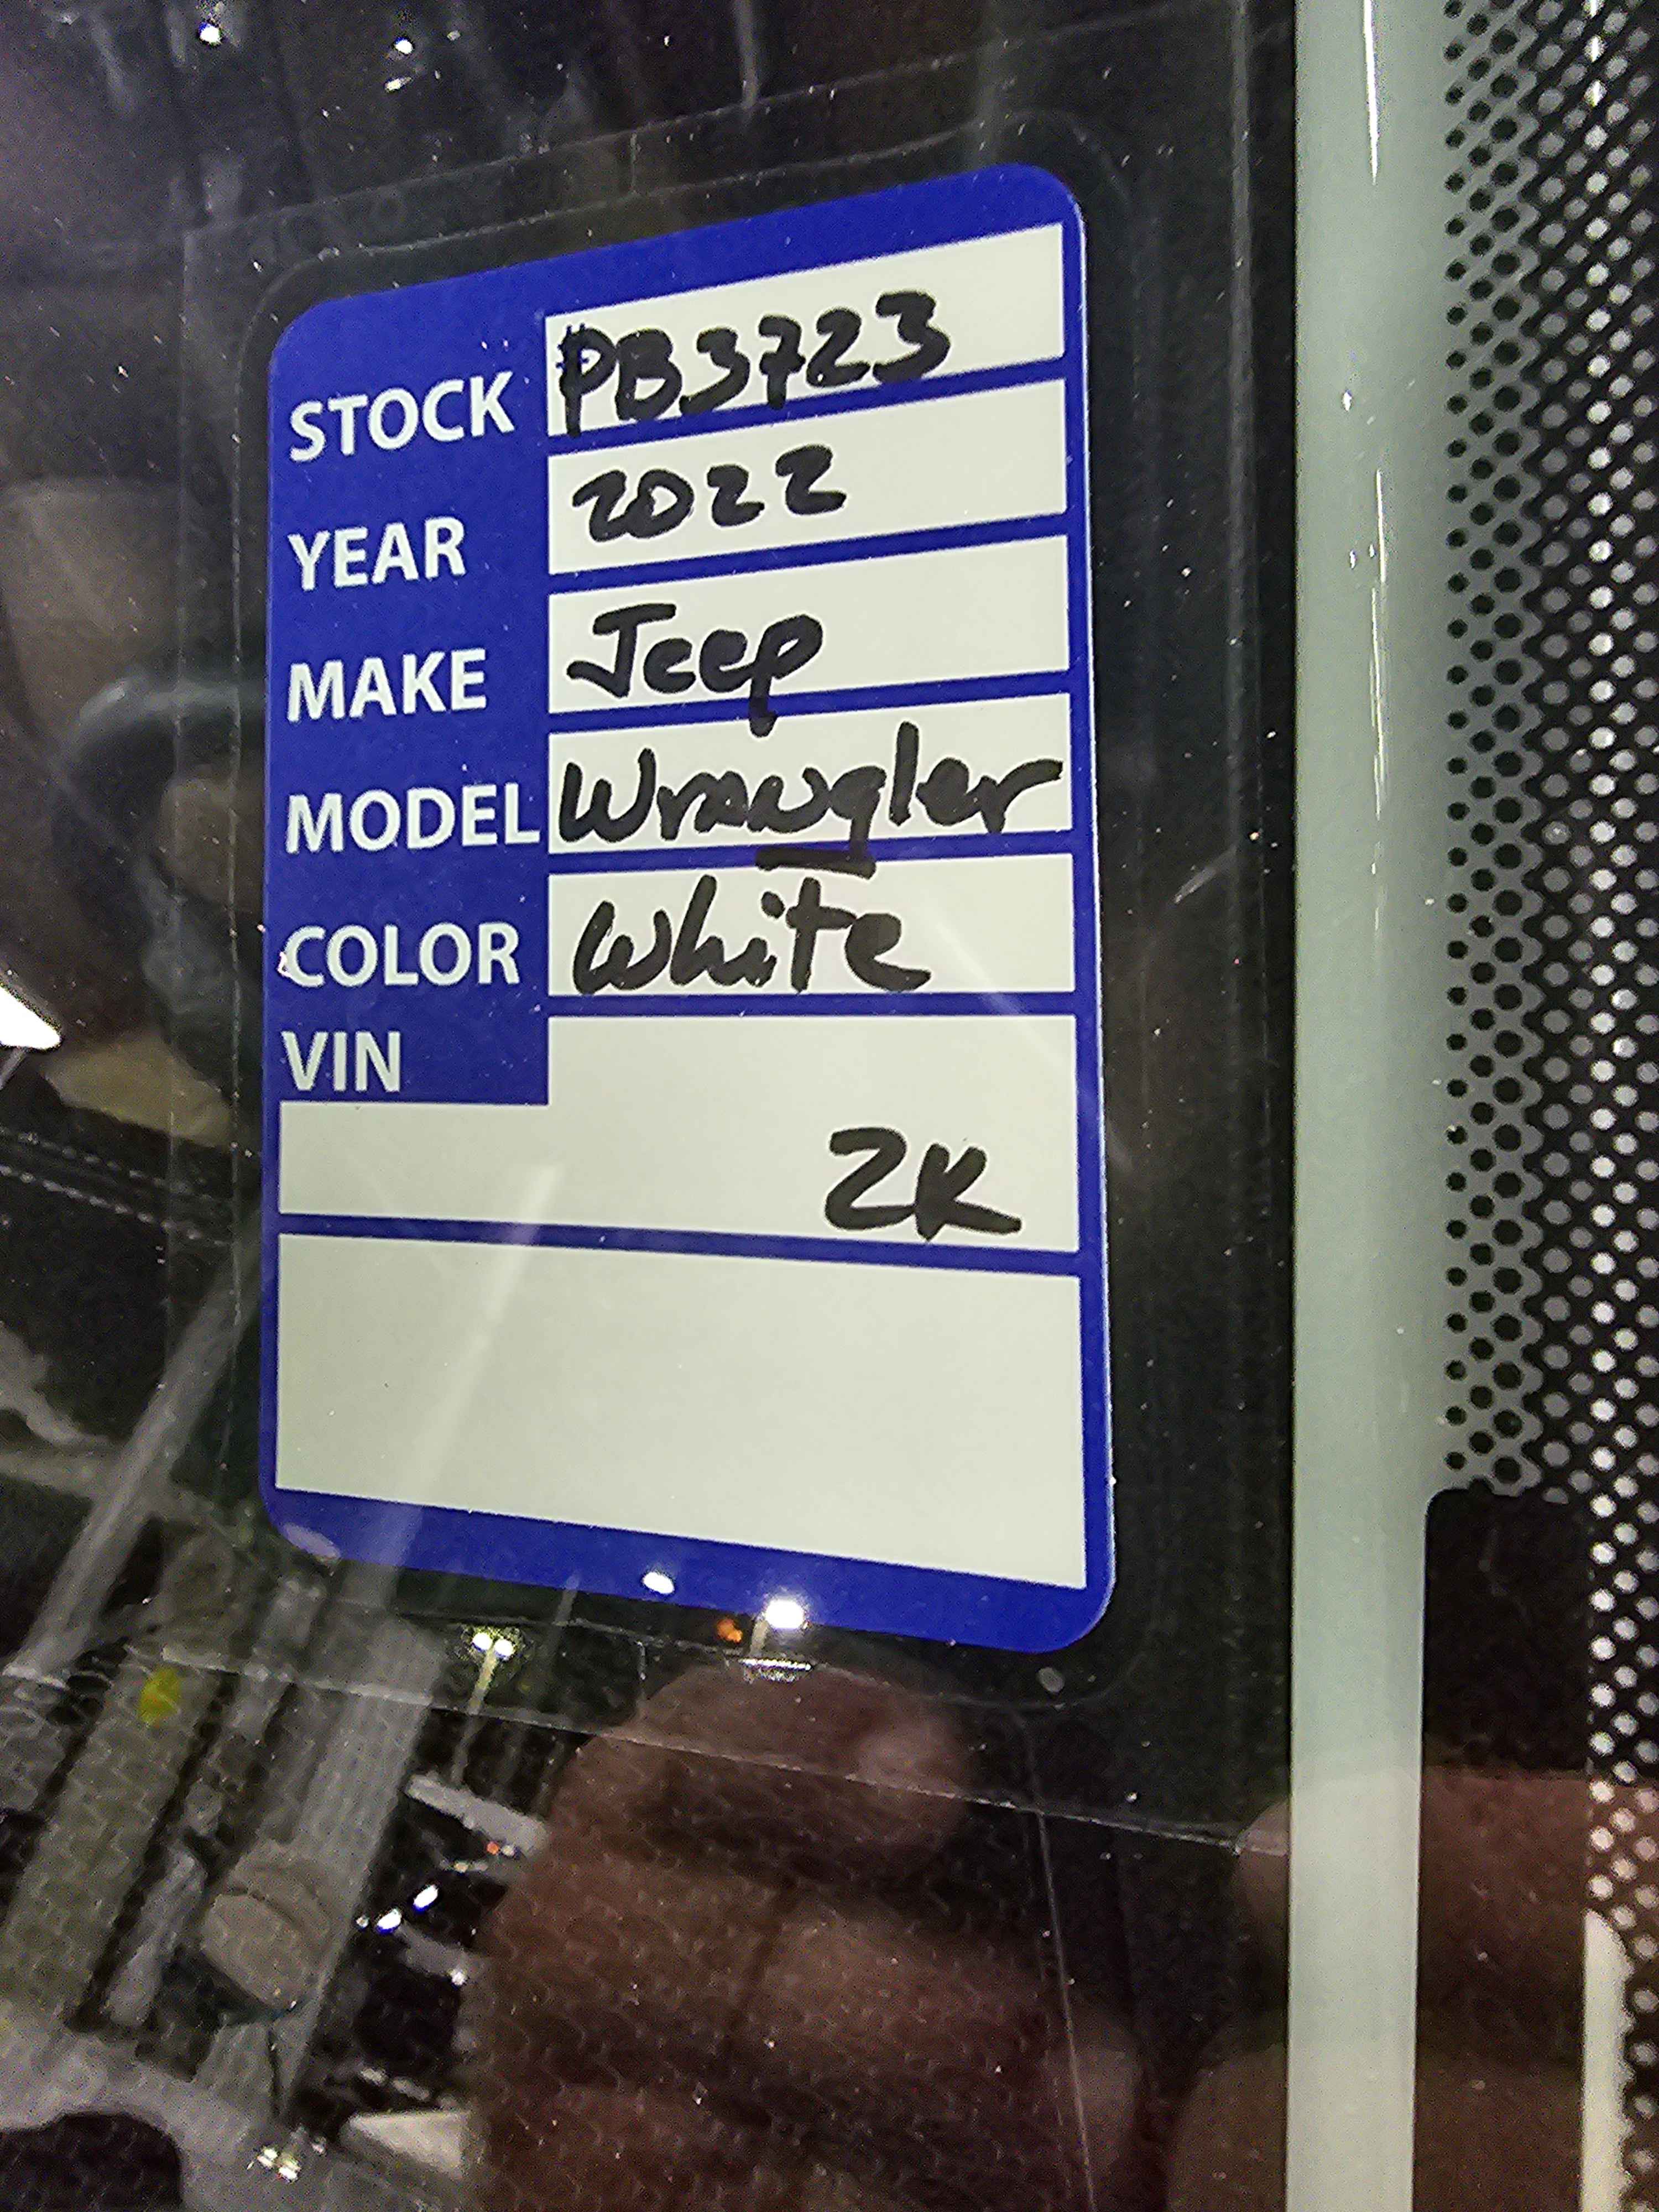 STOCK #PB3723
YEAR 2022
MAKE Jeep
MODEL Wrangler
COLOR White
VIN
2K